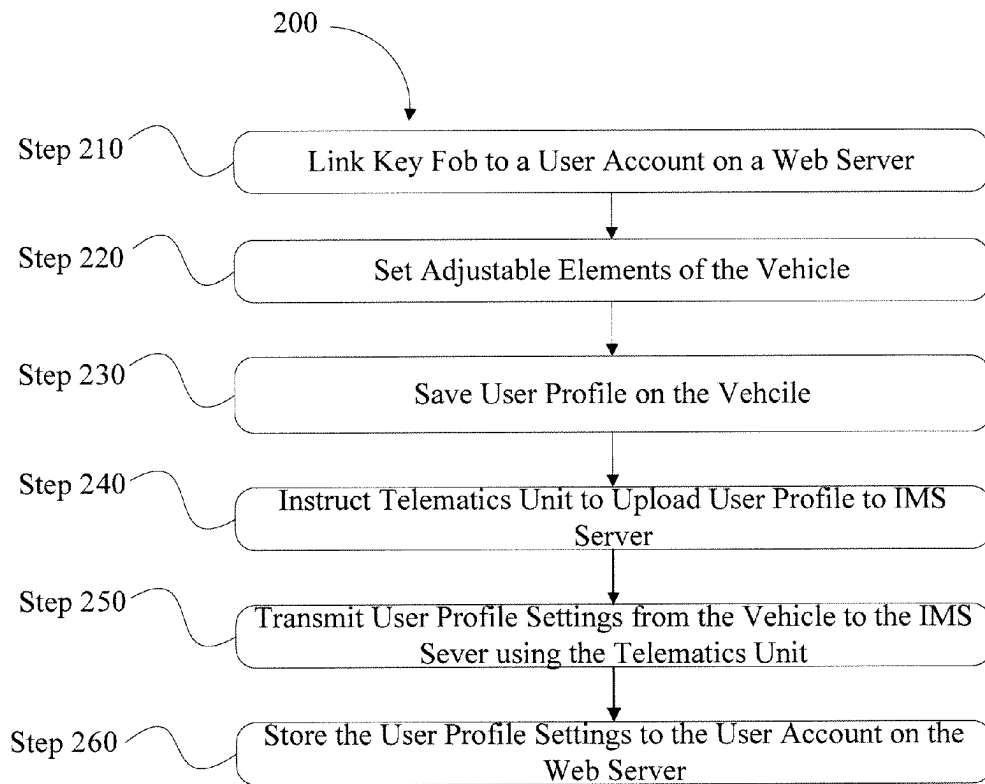 200
Step 210
Link Key Fob to a User Account on a Web Server
Step 220
Set Adjustable Elements of the Vehicle
Step 230
Save User Profile on the Vehcile
Step 240
Instruct Telematics Unit to Upload User Profile to IMS
Server
Step 250
Transmit User Profile Settings from the Vehicle to the IMS
Sever using the Telematics Unit
Step 260
Store the User Profile Settings to the User Account on the
Web Server